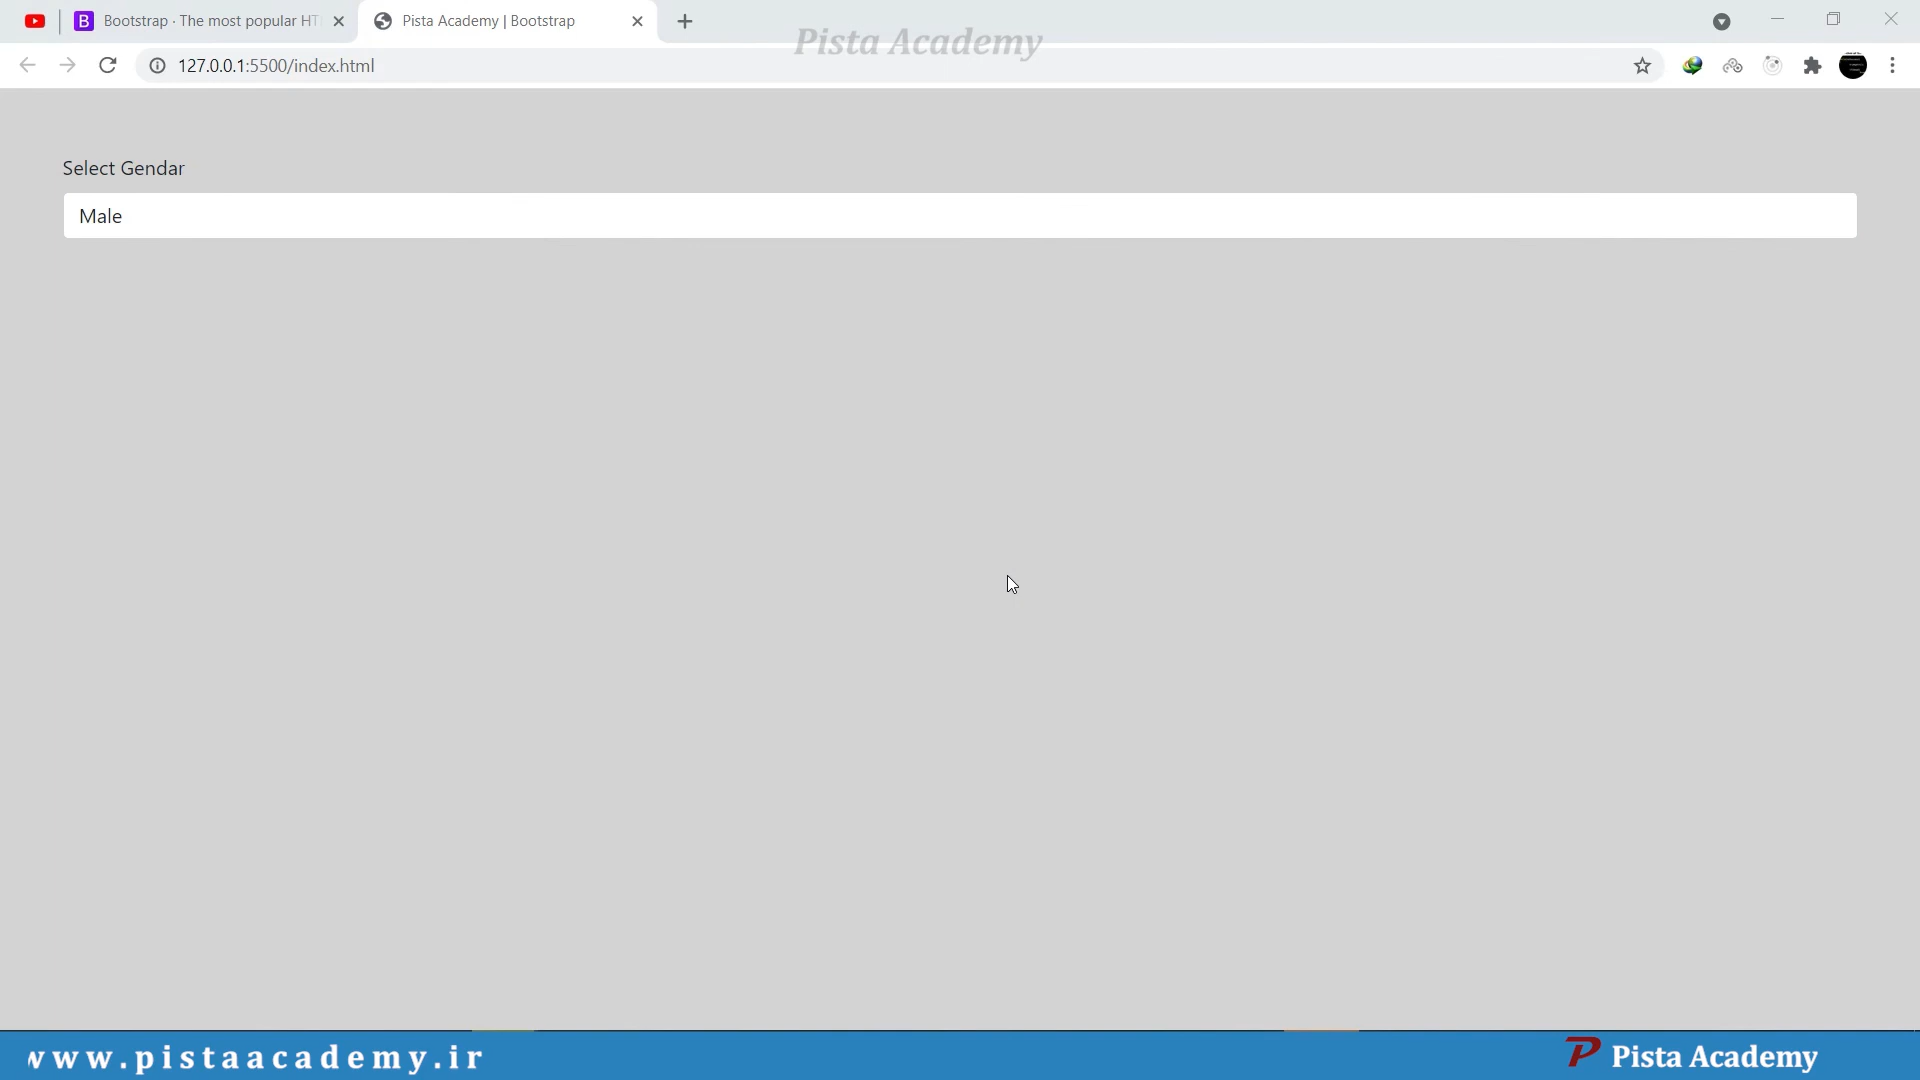 B Bootstrap · The most popular HT
Pista Academy | Bootstrap
Pista Academy
127.0.0.1:5500/index.html
Select Gendar
Male
www.pistaacademy.ir
P Pista Academy